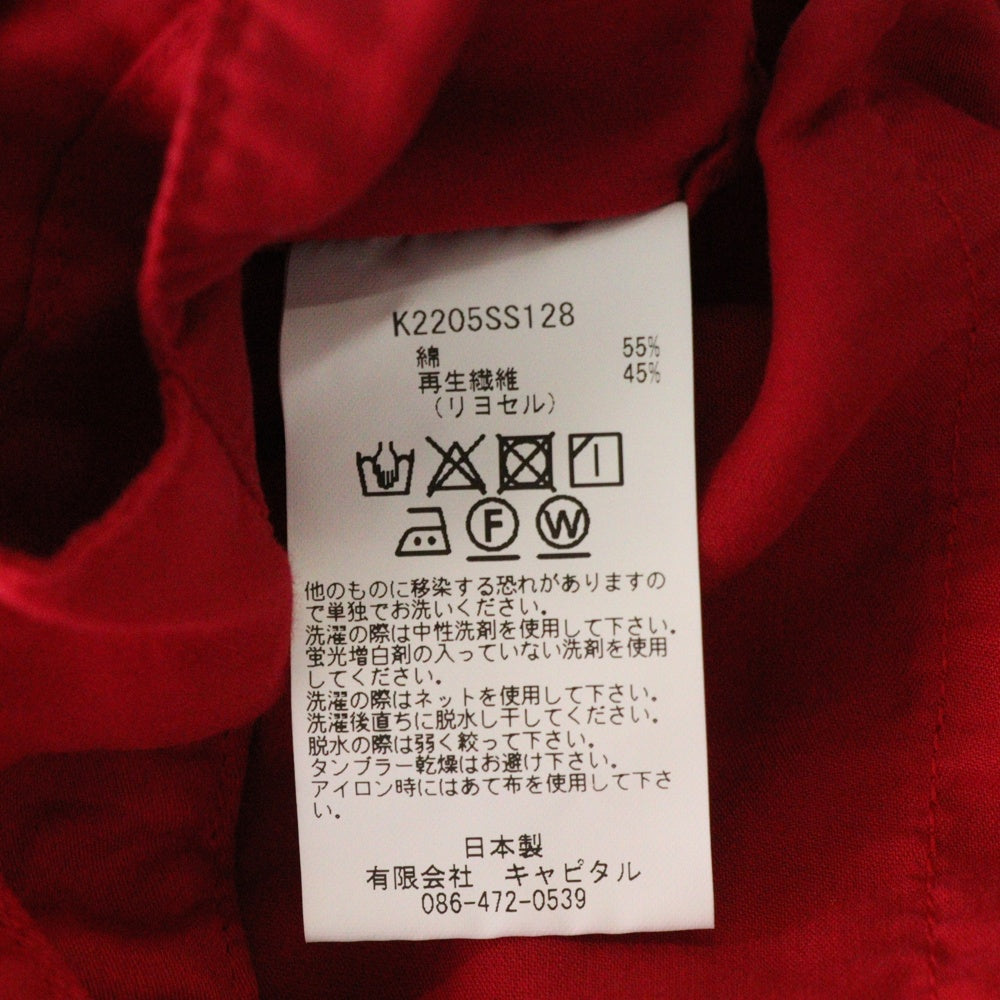 K2205SS128
綿 55%
再生繊維 45%
(リヨセル)
F W
他のものに移染する恐れがありますの
で単独でお洗いください。
洗濯の際は中性洗剤を使用して下さい。
蛍光増白剤の入っていない洗剤を使用
してください。
洗濯の際はネットを使用して下さい。
洗濯後直ちに脱水し干してください。
脱水の際は弱く絞って下さい。
タンブラー乾燥はお避け下さい。
アイロン時にはあて布を使用して下さ
い。
日本製
有限会社 キャピタル
086-472-0539